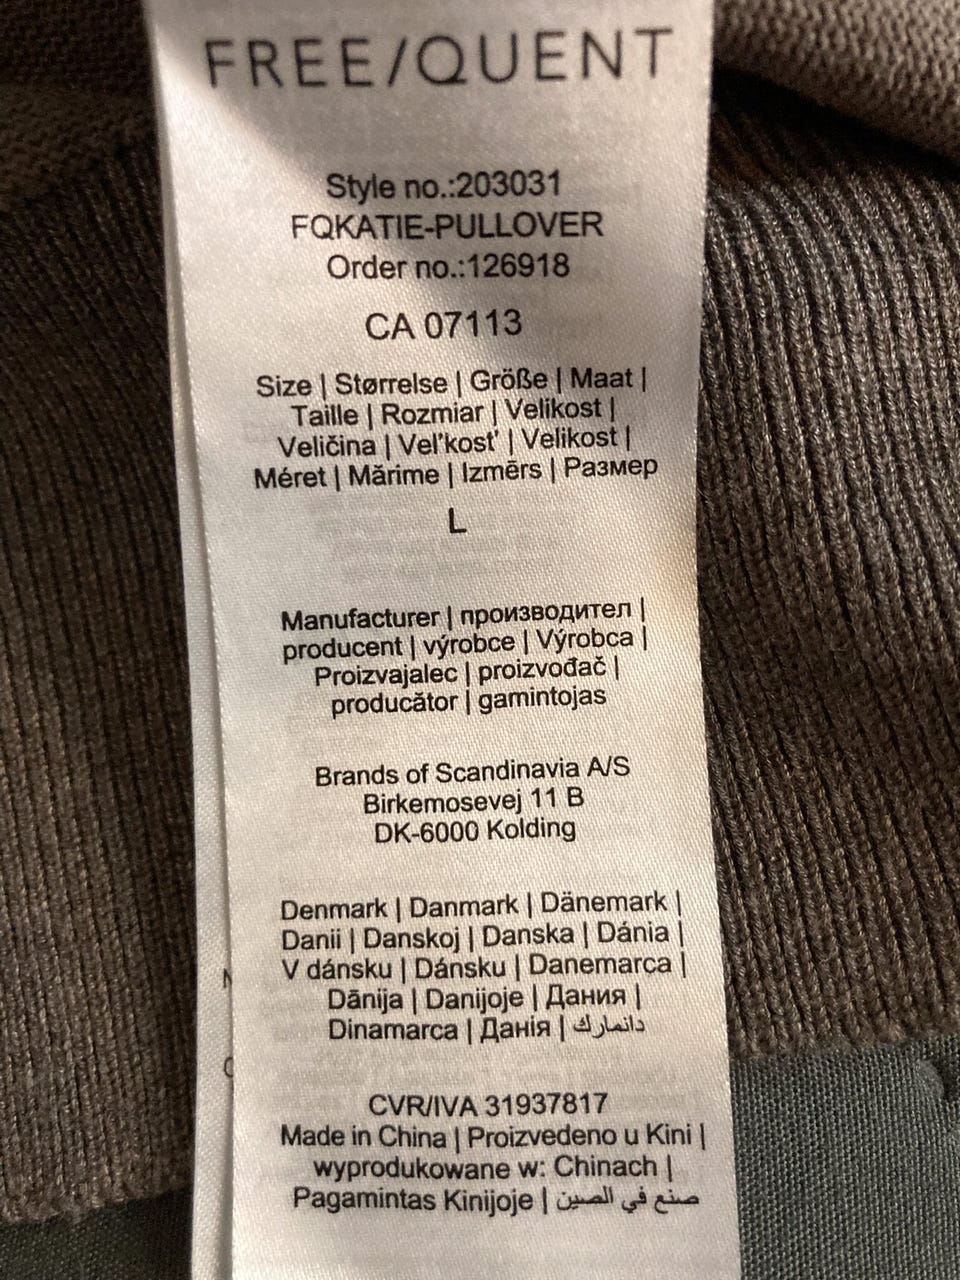 FREE/QUENT
Style no.:203031
FQKATIE-PULLOVER
Order no.:126918
CA 07113
Size | Størrelse | Größe | Maat |
Taille | Rozmiar | Velikost |
Veličina | Vel'kost' | Velikost |
Méret | Mărime | Izmērs | Размер
L
Manufacturer | производител |
producent | výrobce | Výrobca |
Proizvajalec | proizvođač |
producător | gamintojas
Brands of Scandinavia A/S
Birkemosevej 11 B
DK-6000 Kolding
Denmark | Danmark | Dänemark |
Danii | Danskoj | Danska | Dánia |
V dánsku | Dánsku | Danemarca |
Dānija | Danijoje | Дания |
Dinamarca | Данія | دانمارك
CVR/IVA 31937817
Made in China | Proizvedeno u Kini |
wyprodukowane w: Chinach |
Pagamintas Kinijoje | صنع في الصين